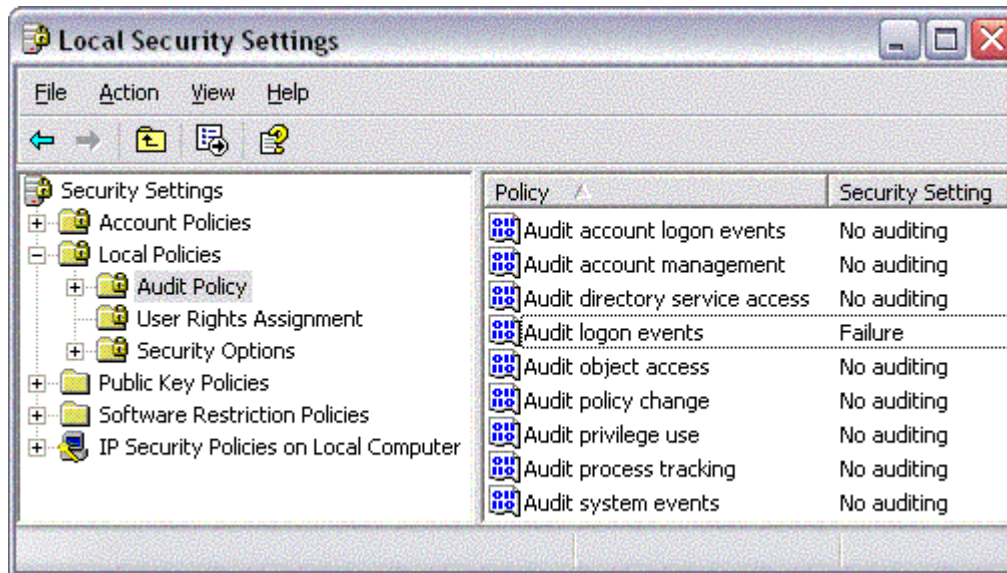 Local Security Settings
File Action View Help
Security Settings
Account Policies
Local Policies
Audit Policy
User Rights Assignment
Security Options
Public Key Policies
Software Restriction Policies
IP Security Policies on Local Computer
Policy Security Setting
Audit account logon events No auditing
Audit account management No auditing
Audit directory service access No auditing
Audit logon events Failure
Audit object access No auditing
Audit policy change No auditing
Audit privilege use No auditing
Audit process tracking No auditing
Audit system events No auditing